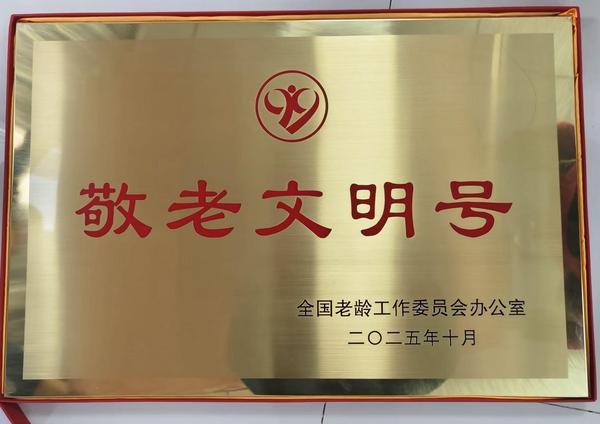 敬老文明号
全国老龄工作委员会办公室
二〇二五年十月